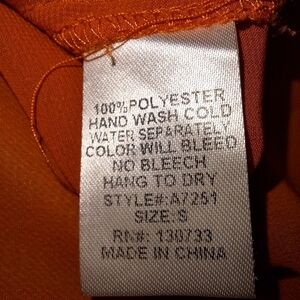 100%POLYESTER
HAND WASH COLD
WATER SEPARATELY
COLOR WILL BLEED
NO BLEECH
HANG TO DRY
STYLE#: A7251
SIZE: S
RN#: 130733
MADE IN CHINA